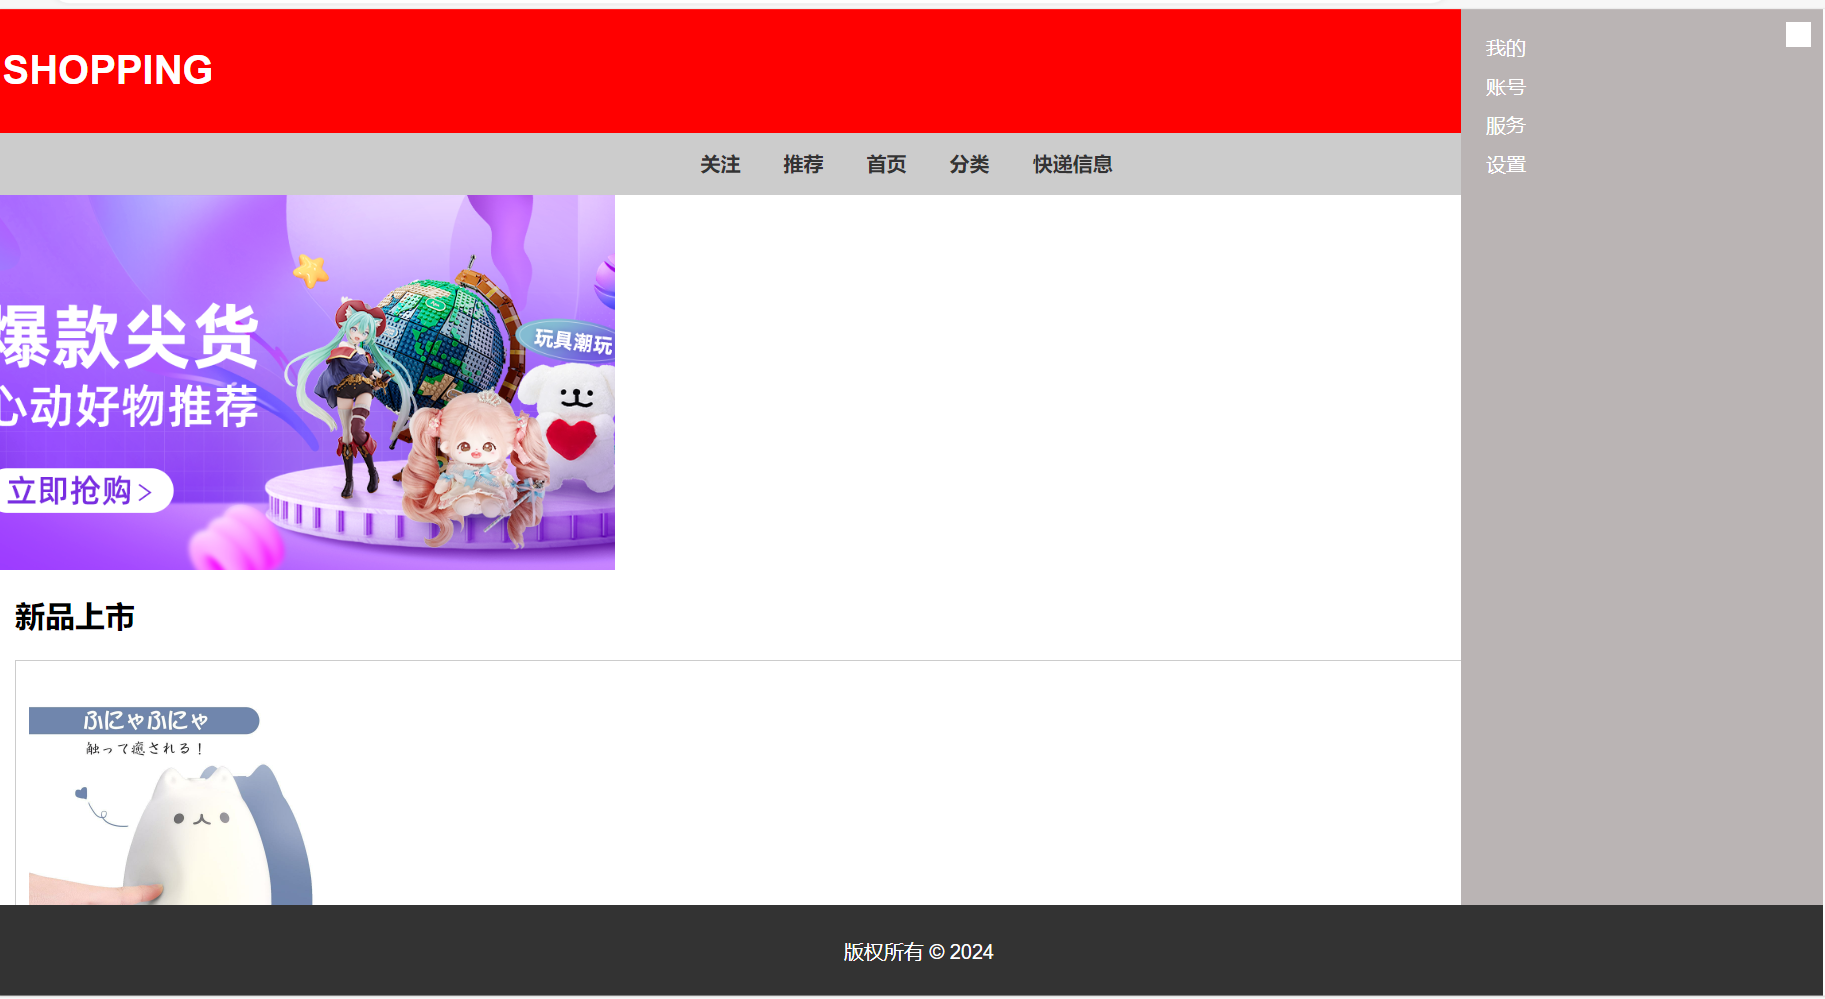 SHOPPING
我的
账号
服务
设置
关注 推荐 首页 分类 快递信息
爆款尖货
心动好物推荐
玩具潮玩
立即抢购 >
新品上市
ふにゃふにゃ
触って癒される！
版权所有 © 2024